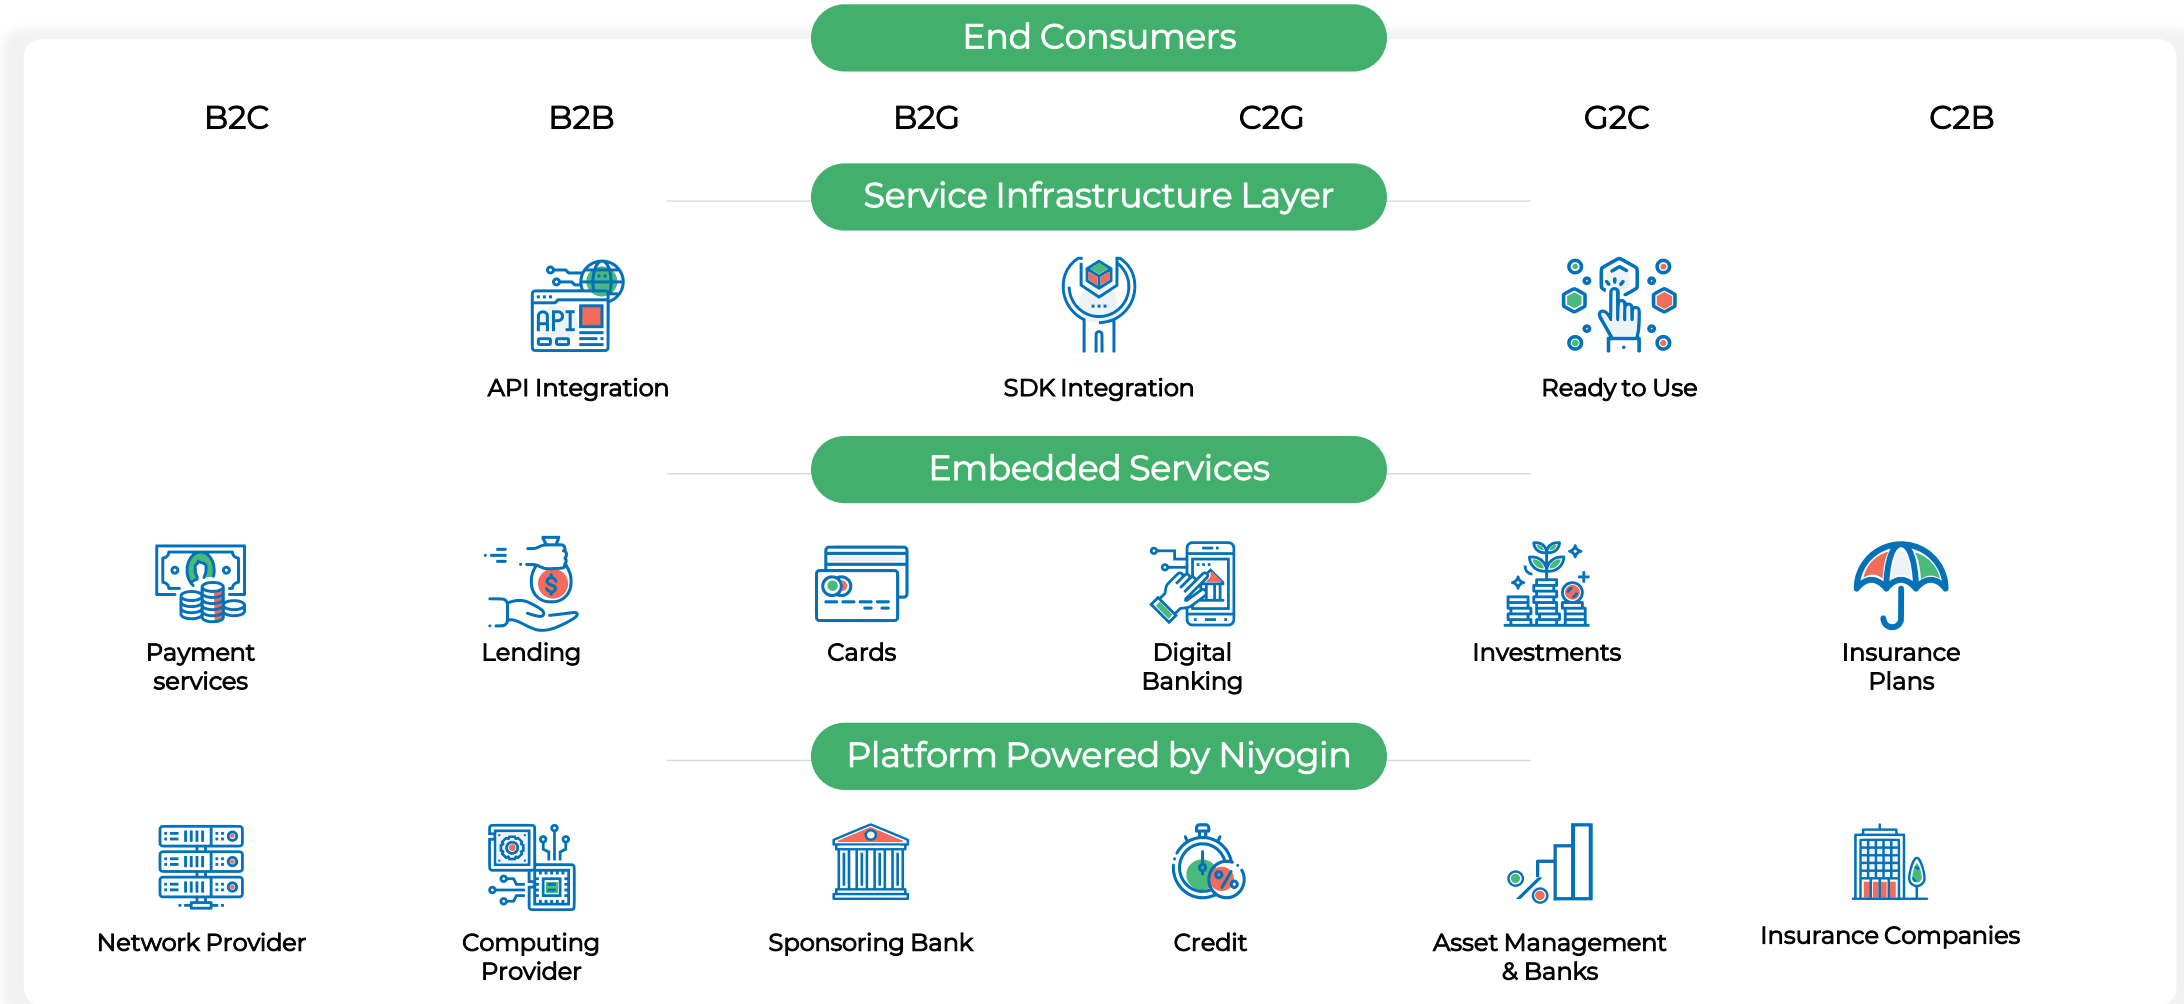 End Consumers
B2C B2B B2G C2G G2C C2B
Service Infrastructure Layer
API
API Integration SDK Integration Ready to Use
Embedded Services
$
Payment services
Lending
Cards
Digital Banking
Investments
Insurance Plans
Platform Powered by Niyogin
%
Network Provider
Computing Provider
Sponsoring Bank
Credit
Asset Management & Banks
Insurance Companies